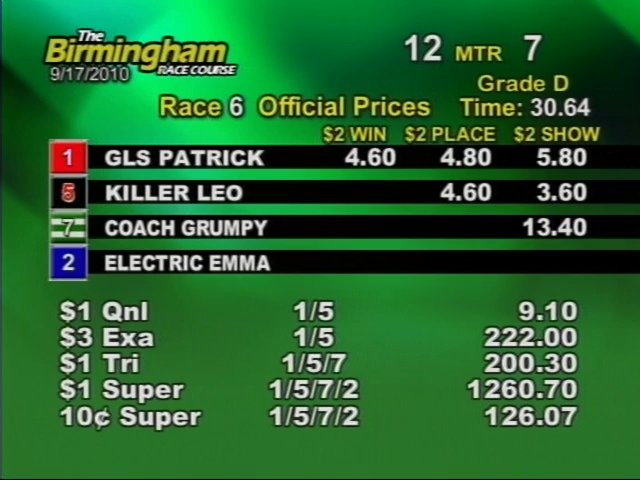 The
Birmingham
RACE COURSE
9/17/2010
12 MTR 7
Grade D
Race 6 Official Prices Time: 30.64
$2 WIN $2 PLACE $2 SHOW
1 GLS PATRICK 4.60 4.80 5.80
5 KILLER LEO 4.60 3.60
7 COACH GRUMPY 13.40
2 ELECTRIC EMMA
$1 Qnl 1/5 9.10
$3 Exa 1/5 222.00
$1 Tri 1/5/7 200.30
$1 Super 1/5/7/2 1260.70
10¢ Super 1/5/7/2 126.07